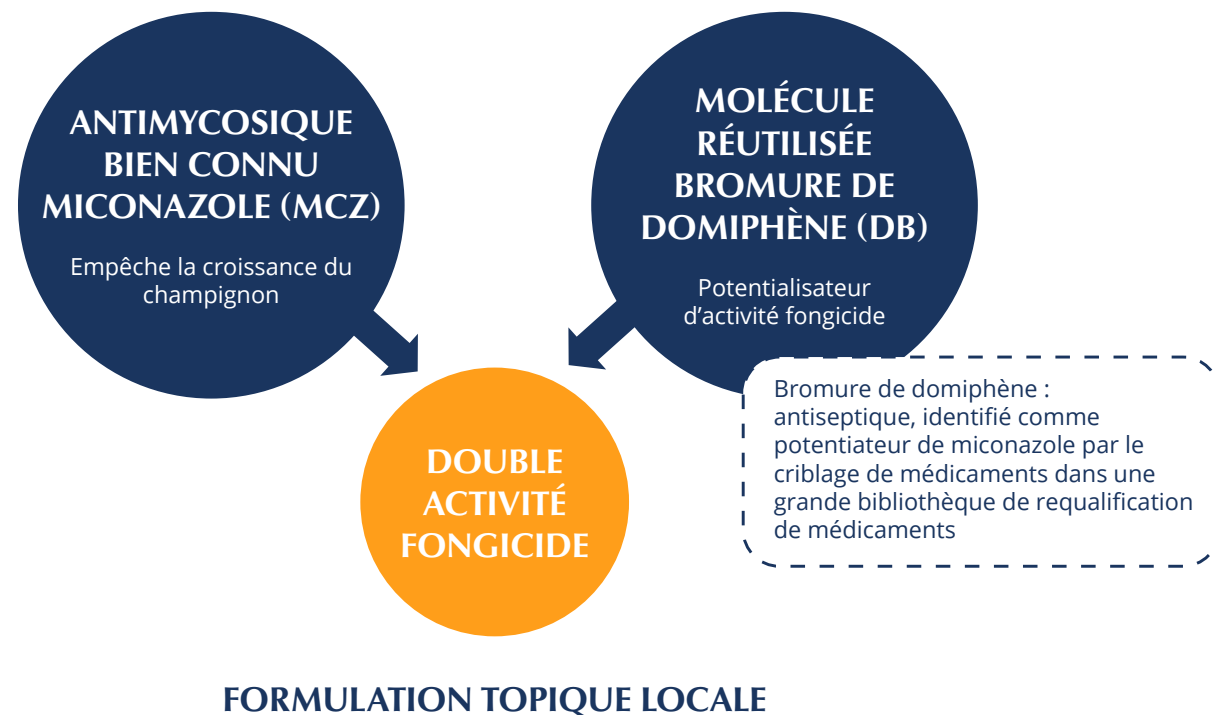 ANTIMYCOSIQUE
BIEN CONNU
MICONAZOLE (MCZ)
Empêche la croissance du
champignon
MOLÉCULE
RÉUTILISÉE
BROMURE DE
DOMIPHÈNE (DB)
Potentialisateur
d’activité fongicide
Bromure de domiphène :
antiseptique, identifié comme
potentiateur de miconazole par le
criblage de médicaments dans une
grande bibliothèque de requalification
de médicaments
DOUBLE
ACTIVITÉ
FONGICIDE
FORMULATION TOPIQUE LOCALE